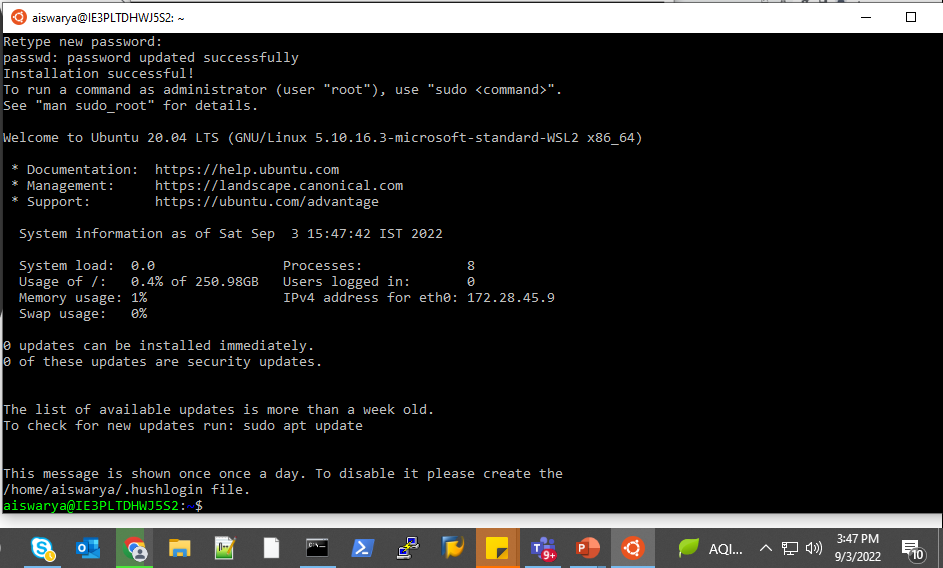 aiswarya@IE3PLTDHWJ5S2: ~
Retype new password:
passwd: password updated successfully
Installation successful!
To run a command as administrator (user "root"), use "sudo <command>".
See "man sudo_root" for details.

Welcome to Ubuntu 20.04 LTS (GNU/Linux 5.10.16.3-microsoft-standard-WSL2 x86_64)

 * Documentation:  https://help.ubuntu.com
 * Management:     https://landscape.canonical.com
 * Support:        https://ubuntu.com/advantage

  System information as of Sat Sep  3 15:47:42 IST 2022

  System load:  0.0                Processes:             8
  Usage of /:   0.4% of 250.98GB   Users logged in:       0
  Memory usage: 1%                 IPv4 address for eth0: 172.28.45.9
  Swap usage:   0%

0 updates can be installed immediately.
0 of these updates are security updates.

The list of available updates is more than a week old.
To check for new updates run: sudo apt update

This message is shown once once a day. To disable it please create the
/home/aiswarya/.hushlogin file.
aiswarya@IE3PLTDHWJ5S2:~$
9+
AQI...
3:47 PM
9/3/2022
10